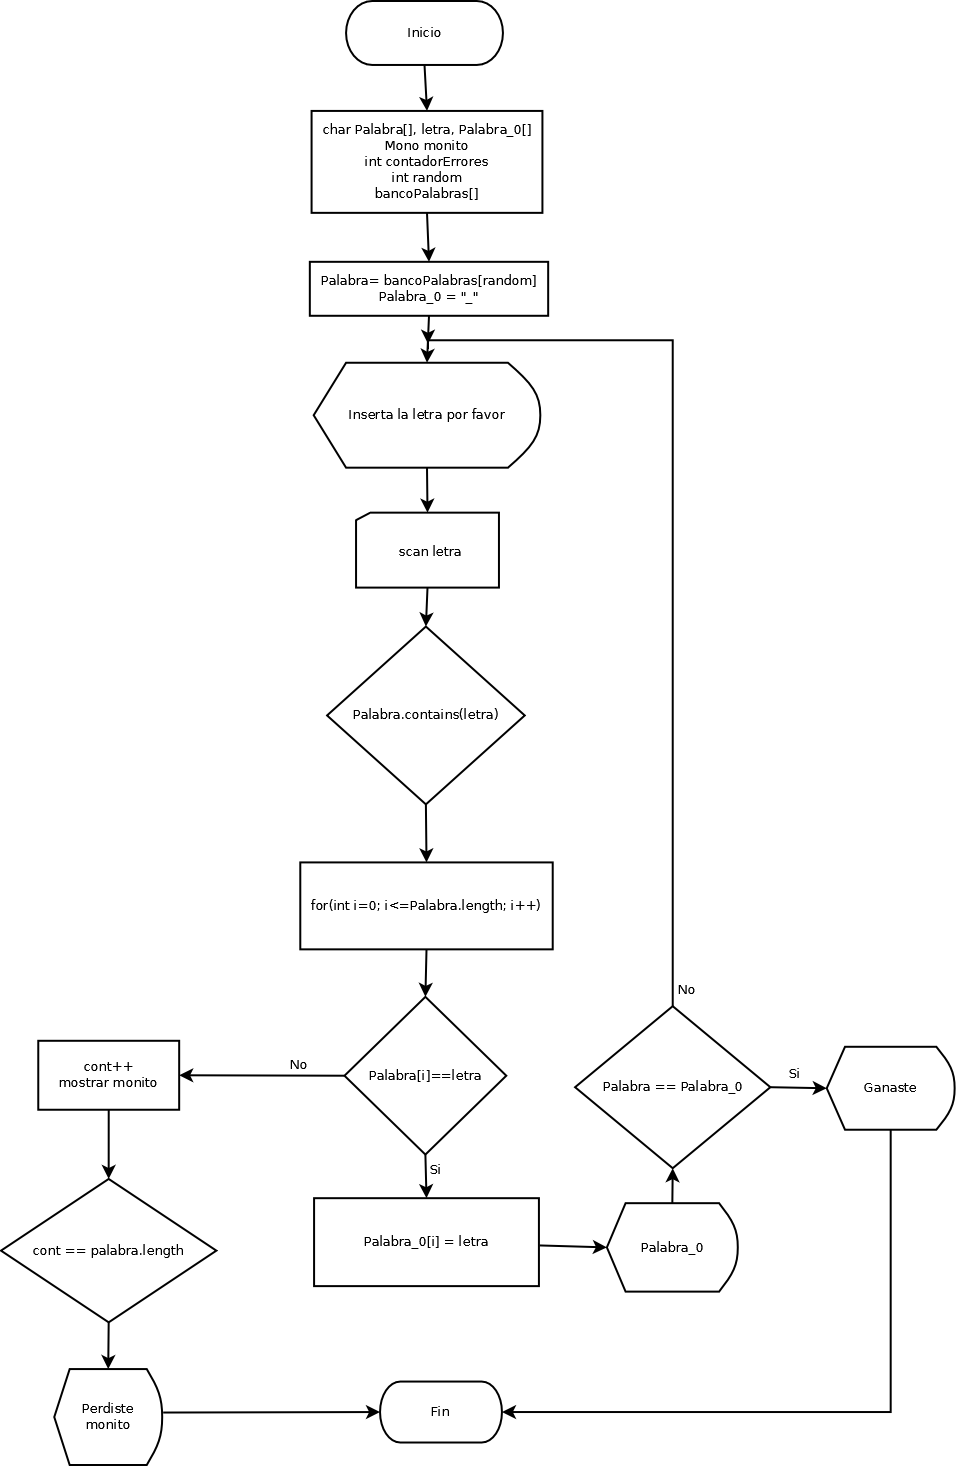 Inicio
char Palabra[], letra, Palabra_0[]
Mono monito
int contadorErrores
int random
bancoPalabras[]
Palabra= bancoPalabras[random]
Palabra_0 = "_"
Inserta la letra por favor
scan letra
Palabra.contains(letra)
for(int i=0; i<=Palabra.length; i++)
Palabra[i]==letra
No
cont++
mostrar monito
cont == palabra.length
Perdiste
monito
Si
Palabra_0[i] = letra
Palabra_0
Palabra == Palabra_0
No
Si
Ganaste
Fin